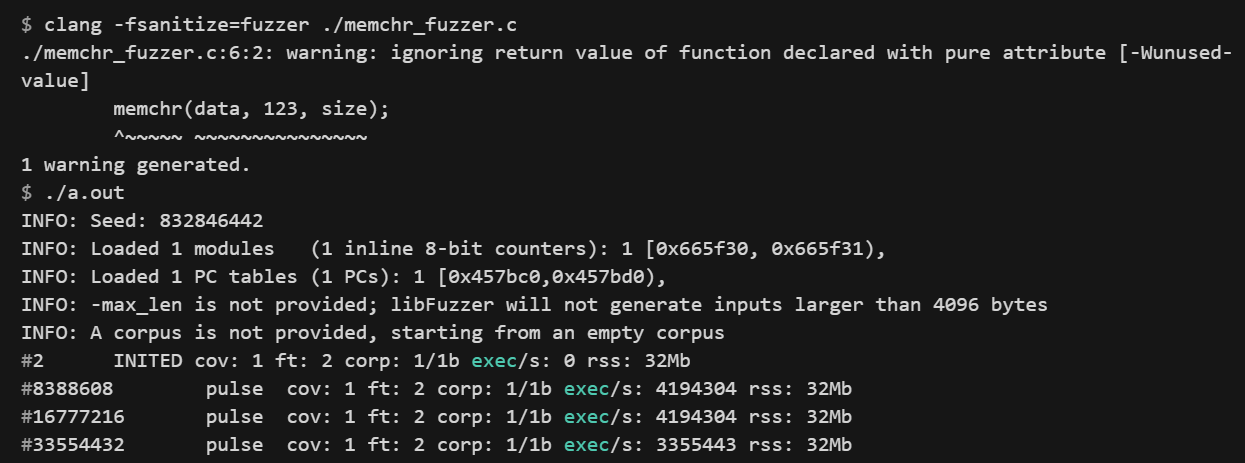 $ clang -fsanitize=fuzzer ./memchr_fuzzer.c
./memchr_fuzzer.c:6:2: warning: ignoring return value of function declared with pure attribute [-Wunused-
value]
        memchr(data, 123, size);
        ^~~~~~ ~~~~~~~~~~~~~~~
1 warning generated.
$ ./a.out
INFO: Seed: 832846442
INFO: Loaded 1 modules   (1 inline 8-bit counters): 1 [0x665f30, 0x665f31),
INFO: Loaded 1 PC tables (1 PCs): 1 [0x457bc0,0x457bd0),
INFO: -max_len is not provided; libFuzzer will not generate inputs larger than 4096 bytes
INFO: A corpus is not provided, starting from an empty corpus
#2      INITED cov: 1 ft: 2 corp: 1/1b exec/s: 0 rss: 32Mb
#8388608        pulse  cov: 1 ft: 2 corp: 1/1b exec/s: 4194304 rss: 32Mb
#16777216       pulse  cov: 1 ft: 2 corp: 1/1b exec/s: 4194304 rss: 32Mb
#33554432       pulse  cov: 1 ft: 2 corp: 1/1b exec/s: 3355443 rss: 32Mb